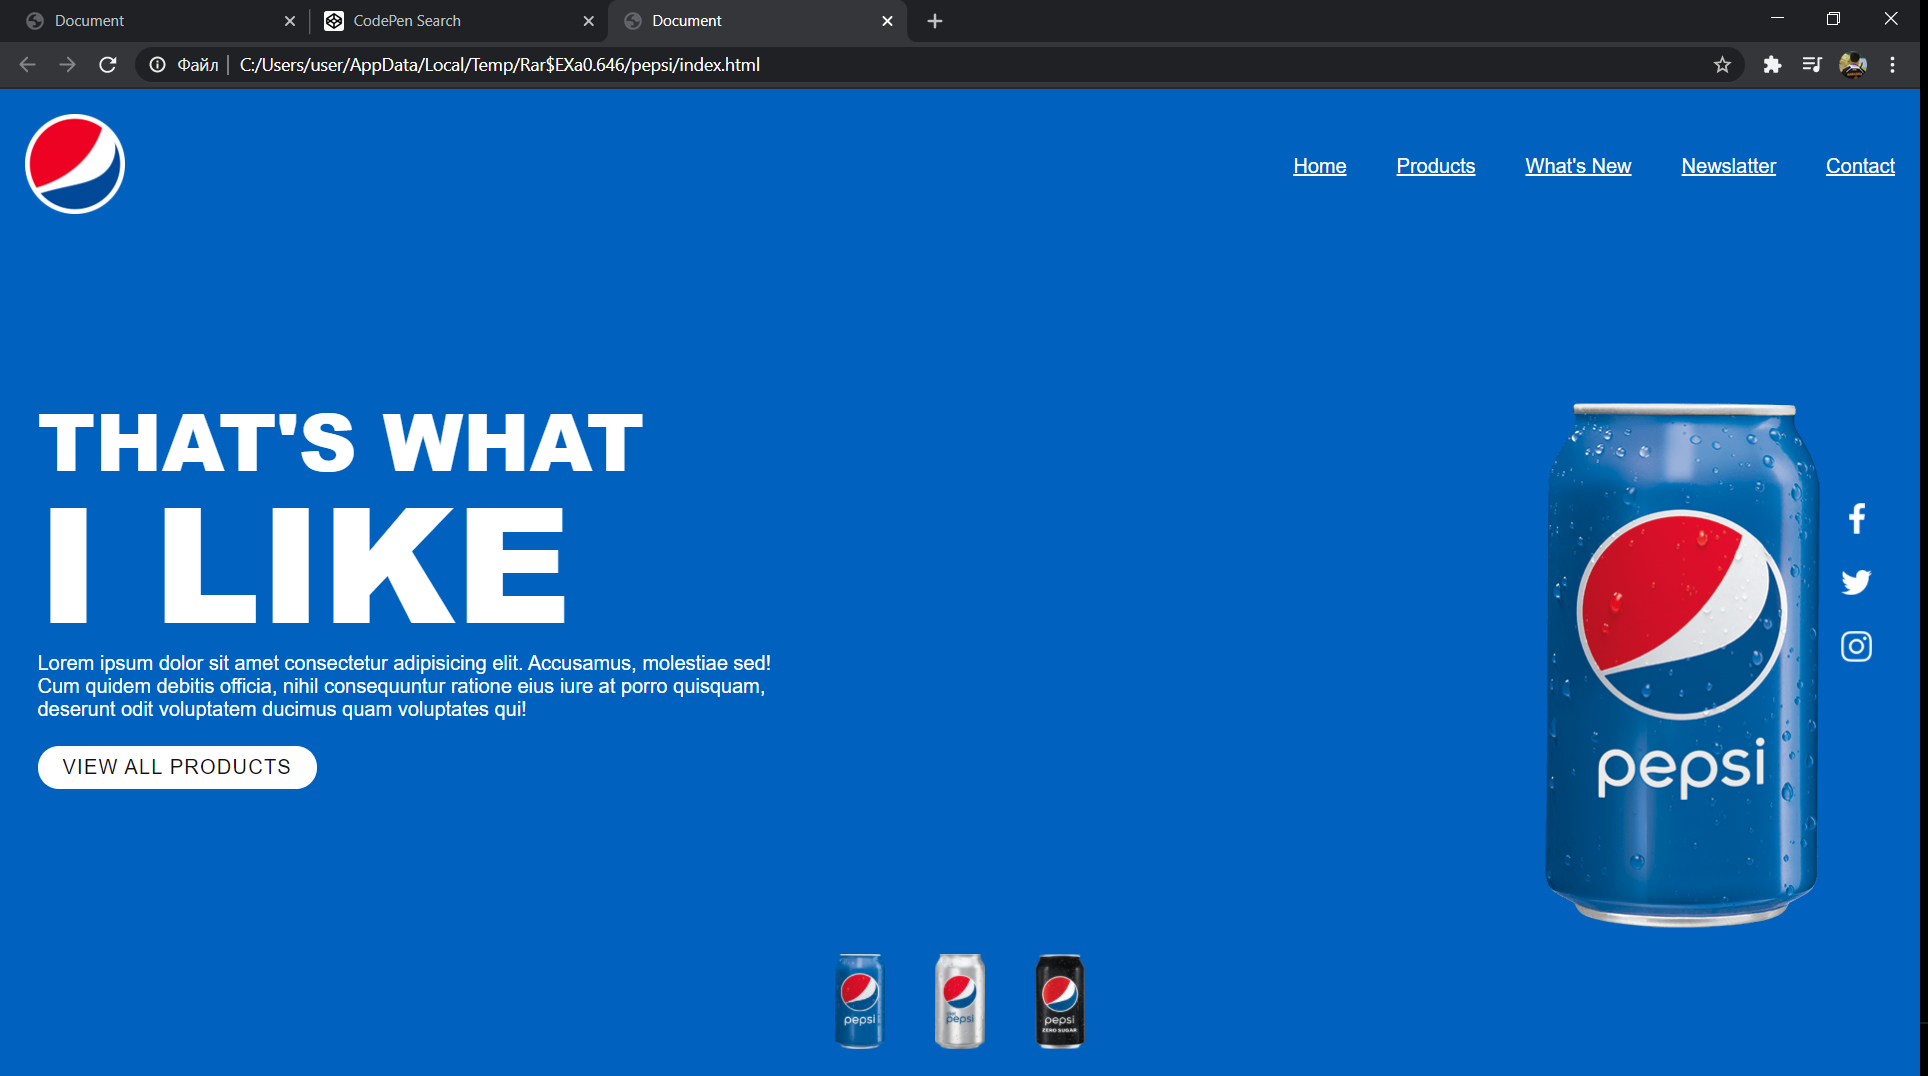 Document
CodePen Search
Document
Файл
C:/Users/user/AppData/Local/Temp/Rar$EXa0.646/pepsi/index.html
Home
Products
What's New
Newslatter
Contact
THAT'S WHAT
I LIKE
Lorem ipsum dolor sit amet consectetur adipisicing elit. Accusamus, molestiae sed!
Cum quidem debitis officia, nihil consequuntur ratione eius iure at porro quisquam,
deserunt odit voluptatem ducimus quam voluptates qui!
VIEW ALL PRODUCTS
pepsi
pepsi
diet
pepsi
pepsi
ZERO SUGAR